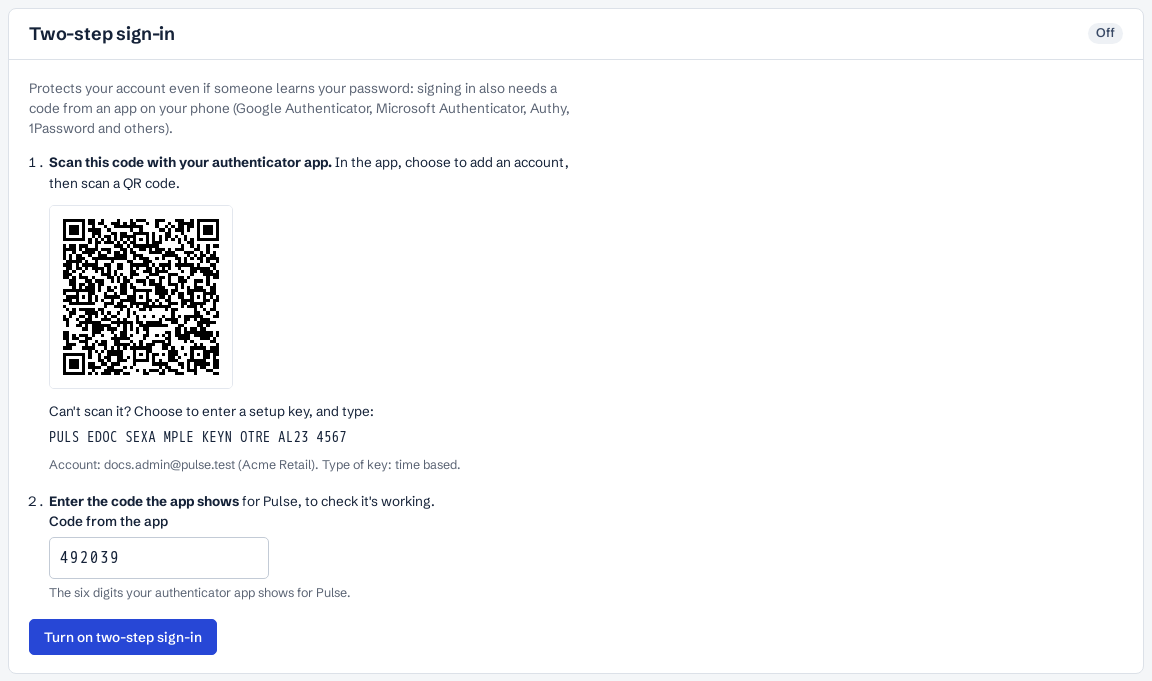 Two-step sign-in
Off
Protects your account even if someone learns your password: signing in also needs a
code from an app on your phone (Google Authenticator, Microsoft Authenticator, Authy,
1Password and others).
1. Scan this code with your authenticator app. In the app, choose to add an account,
then scan a QR code.
Can't scan it? Choose to enter a setup key, and type:
PULS EDOC SEXA MPLE KEYN OTRE AL23 4567
Account: docs.admin@pulse.test (Acme Retail). Type of key: time based.
2. Enter the code the app shows for Pulse, to check it's working.
Code from the app
492039
The six digits your authenticator app shows for Pulse.
Turn on two-step sign-in